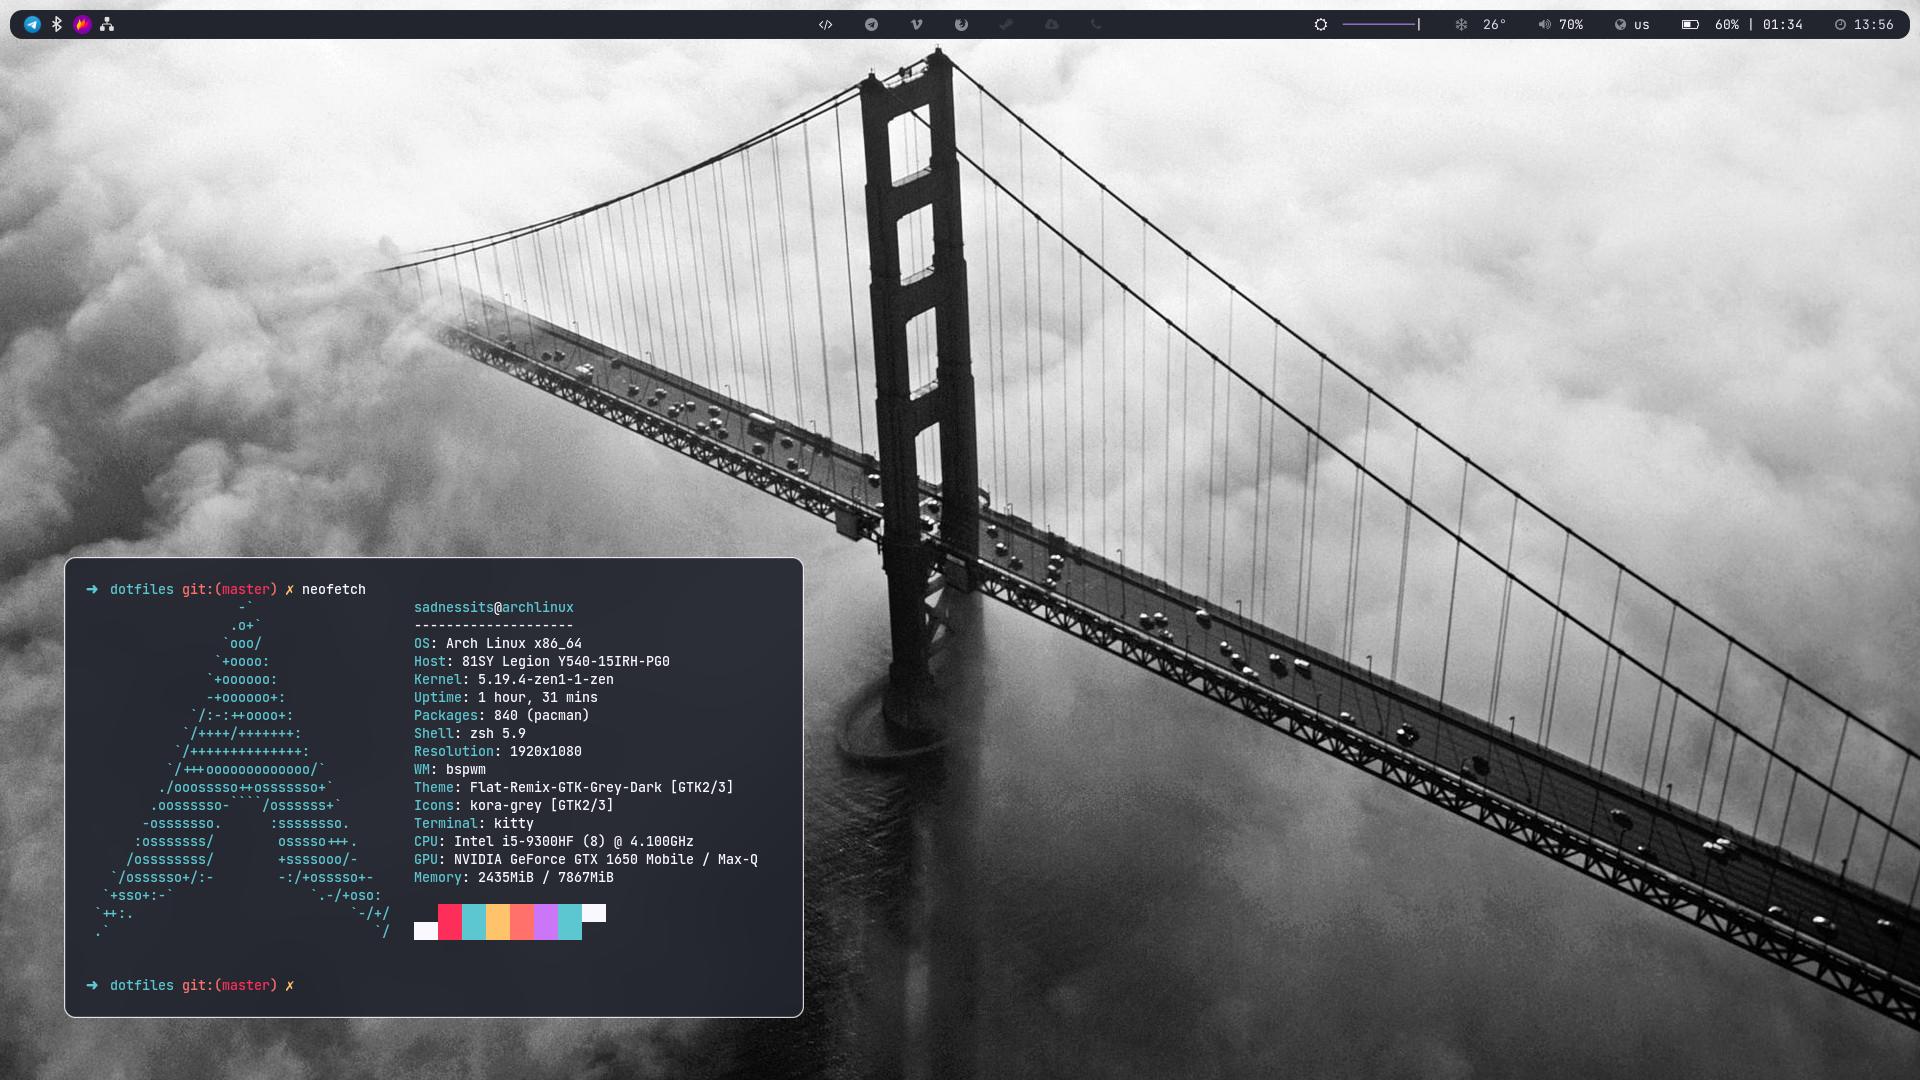 26° 70% us 60% | 01:34 13:56
➜ dotfiles git:(master) ✗ neofetch
-`
.o+`
`ooo/
`+oooo:
`+oooooo:
-+oooooo+:
`/:-:++oooo+:
`/++++/+++++++:
`/++++++++++++++:
`/+++ooooooooooooo/`
./ooosssso++osssssso+`
.oossssso-````/ossssss+`
-osssssso. :ssssssso.
:osssssss/ osssso+++.
/ossssssss/ +ssssooo/-
`/ossssso+/:- -:/+osssso+-
`+sso+:-` `.-/+oso:
`++:. `-/+/
.` `/
sadnessits@archlinux
--------------------
OS: Arch Linux x86_64
Host: 81SY Legion Y540-15IRH-PG0
Kernel: 5.19.4-zen1-1-zen
Uptime: 1 hour, 31 mins
Packages: 840 (pacman)
Shell: zsh 5.9
Resolution: 1920x1080
WM: bspwm
Theme: Flat-Remix-GTK-Grey-Dark [GTK2/3]
Icons: kora-grey [GTK2/3]
Terminal: kitty
CPU: Intel i5-9300HF (8) @ 4.100GHz
GPU: NVIDIA GeForce GTX 1650 Mobile / Max-Q
Memory: 2435MiB / 7867MiB
➜ dotfiles git:(master) ✗